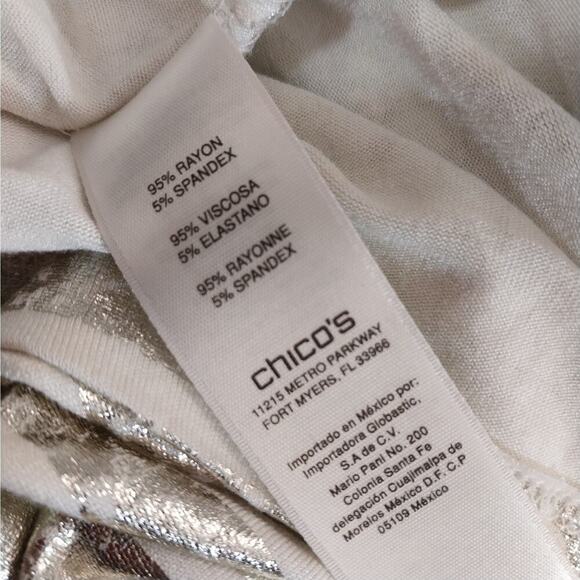 95% RAYON
5% SPANDEX
95% VISCOSA
5% ELASTANO
95% RAYONNE
5% SPANDEX
chico's
11215 METRO PARKWAY
FORT MYERS, FL 33966
Importado en México por:
Importadora Globastic,
S.A de C.V.
Mario Pani No. 200
Colonia Santa Fe
delegación Cuajimalpa de
Morelos México D.F. C.P
05109 México